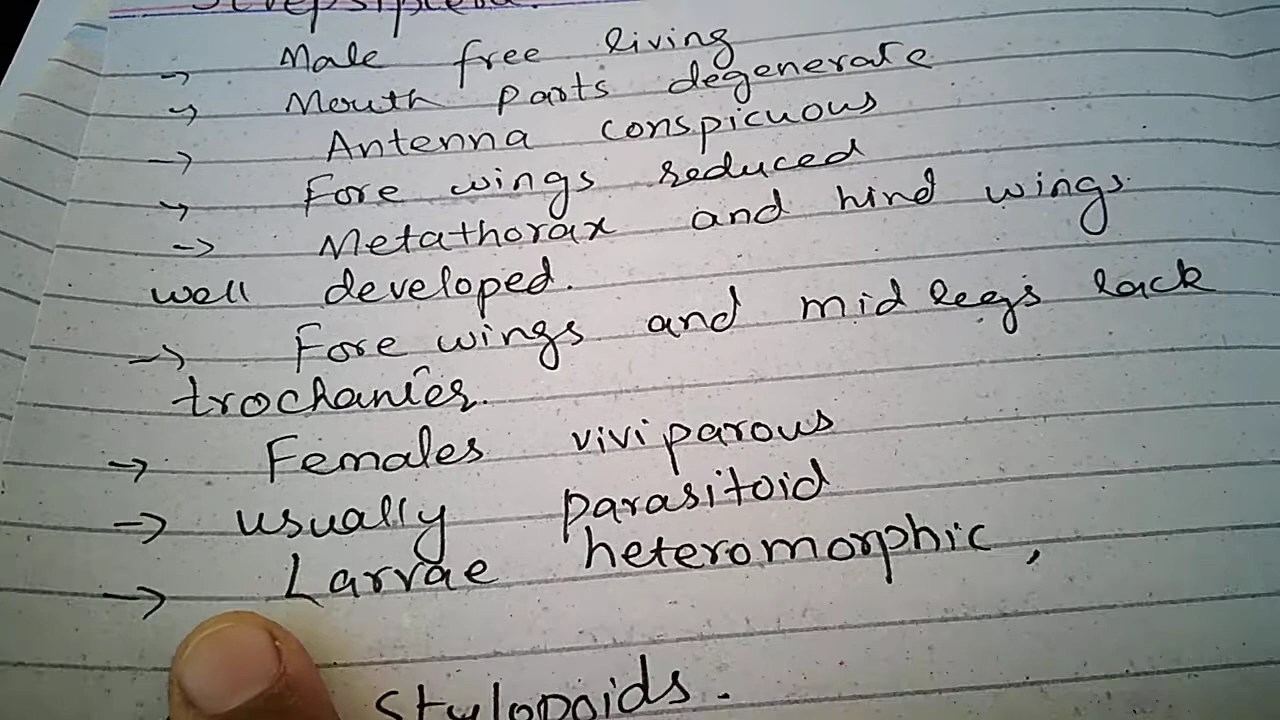 Strepsiptera.
→ Male free living
→ Mouth parts degenerate
→ Antenna conspicuous
→ Fore wings reduced
→ Metathorax and hind wings
well developed.
→ Fore wings and mid legs lack
trochanter.
→ Females viviparous
→ usually parasitoid
→ Larvae heteromorphic,
Stylopoids.